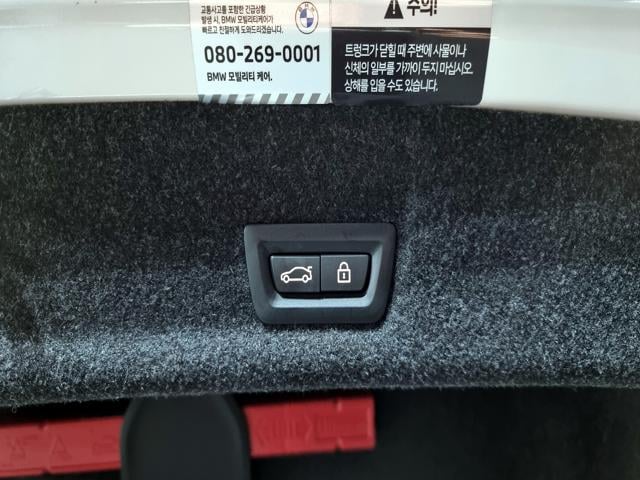 교통사고를 포함한 긴급상황
발생 시, BMW 모빌리티케어가
빠르고 친절하게 도와드리겠습니다.
080-269-0001
BMW 모빌리티 케어.
주의!
트렁크가 닫힐 때 주변에 사물이나
신체의 일부를 가까이 두지 마십시오.
상해를 입을 수도 있습니다.